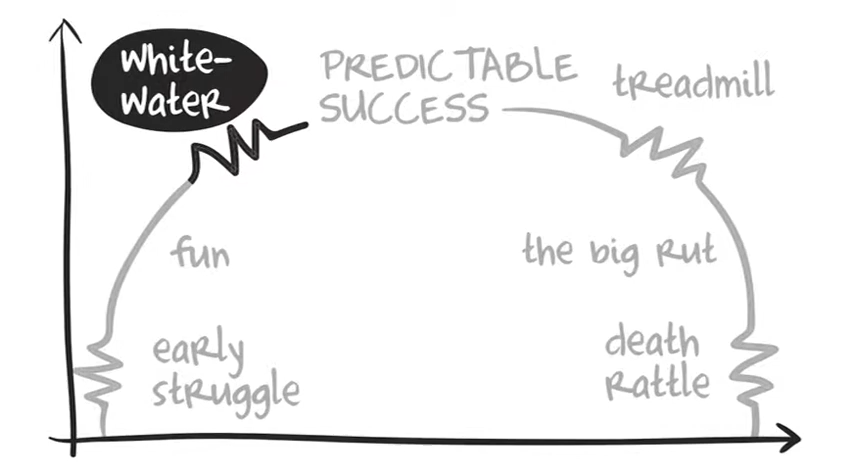 White-
Water
PREDICTABLE
SUCCESS
treadmill
fun
the big rut
early
struggle
death
rattle